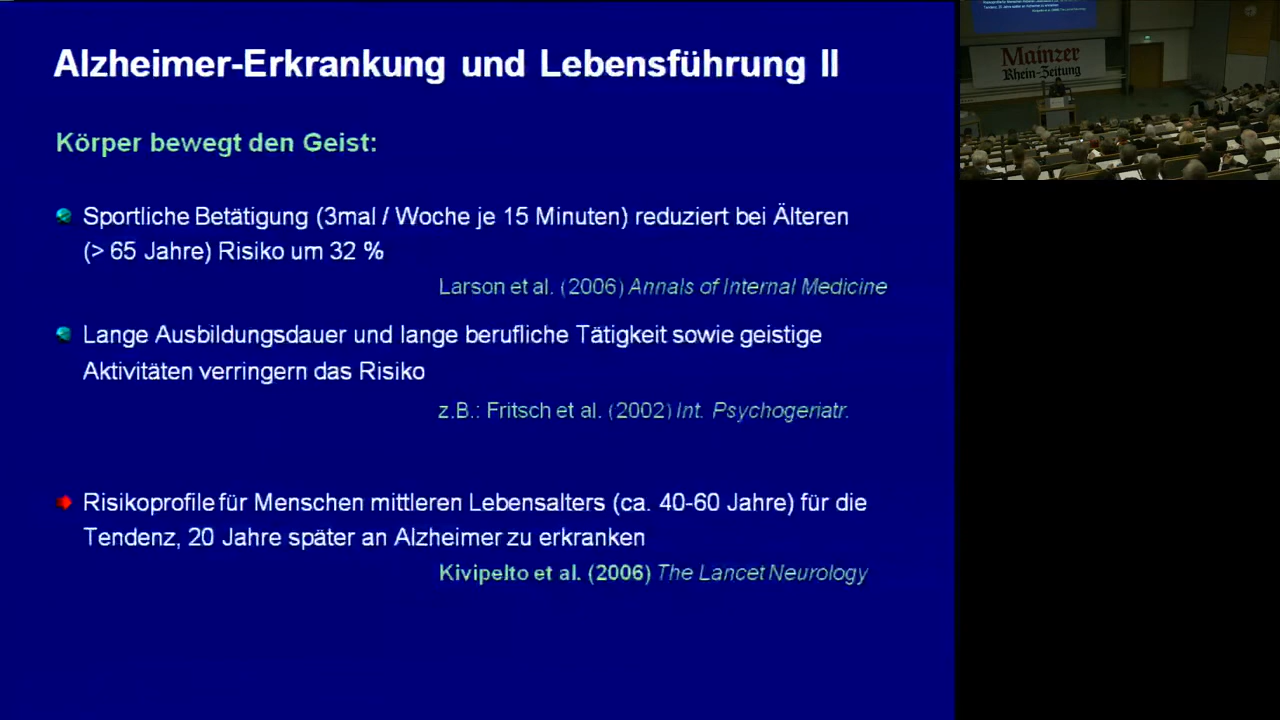 Alzheimer-Erkrankung und Lebensführung II
Körper bewegt den Geist:
Sportliche Betätigung (3mal / Woche je 15 Minuten) reduziert bei Älteren
(> 65 Jahre) Risiko um 32 %
Larson et al. (2006) Annals of Internal Medicine
Lange Ausbildungsdauer und lange berufliche Tätigkeit sowie geistige
Aktivitäten verringern das Risiko
z.B.: Fritsch et al. (2002) Int. Psychogeriatr.
Risikoprofile für Menschen mittleren Lebensalters (ca. 40-60 Jahre) für die
Tendenz, 20 Jahre später an Alzheimer zu erkranken
Kivipelto et al. (2006) The Lancet Neurology
Mainzer
Rhein-Zeitung